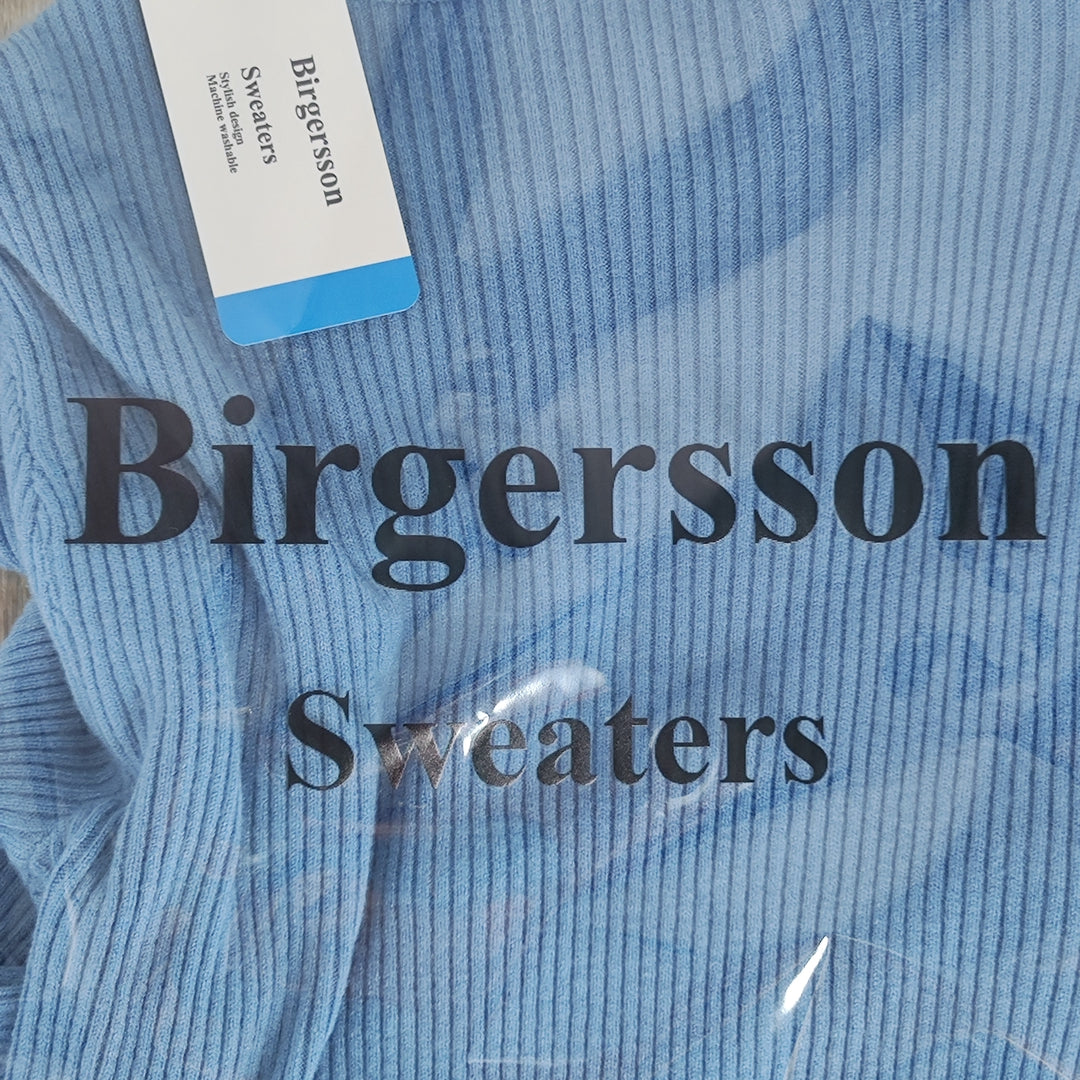 Birgersson
Sweaters
Stylish design
Machine washable
Birgersson
Sweaters